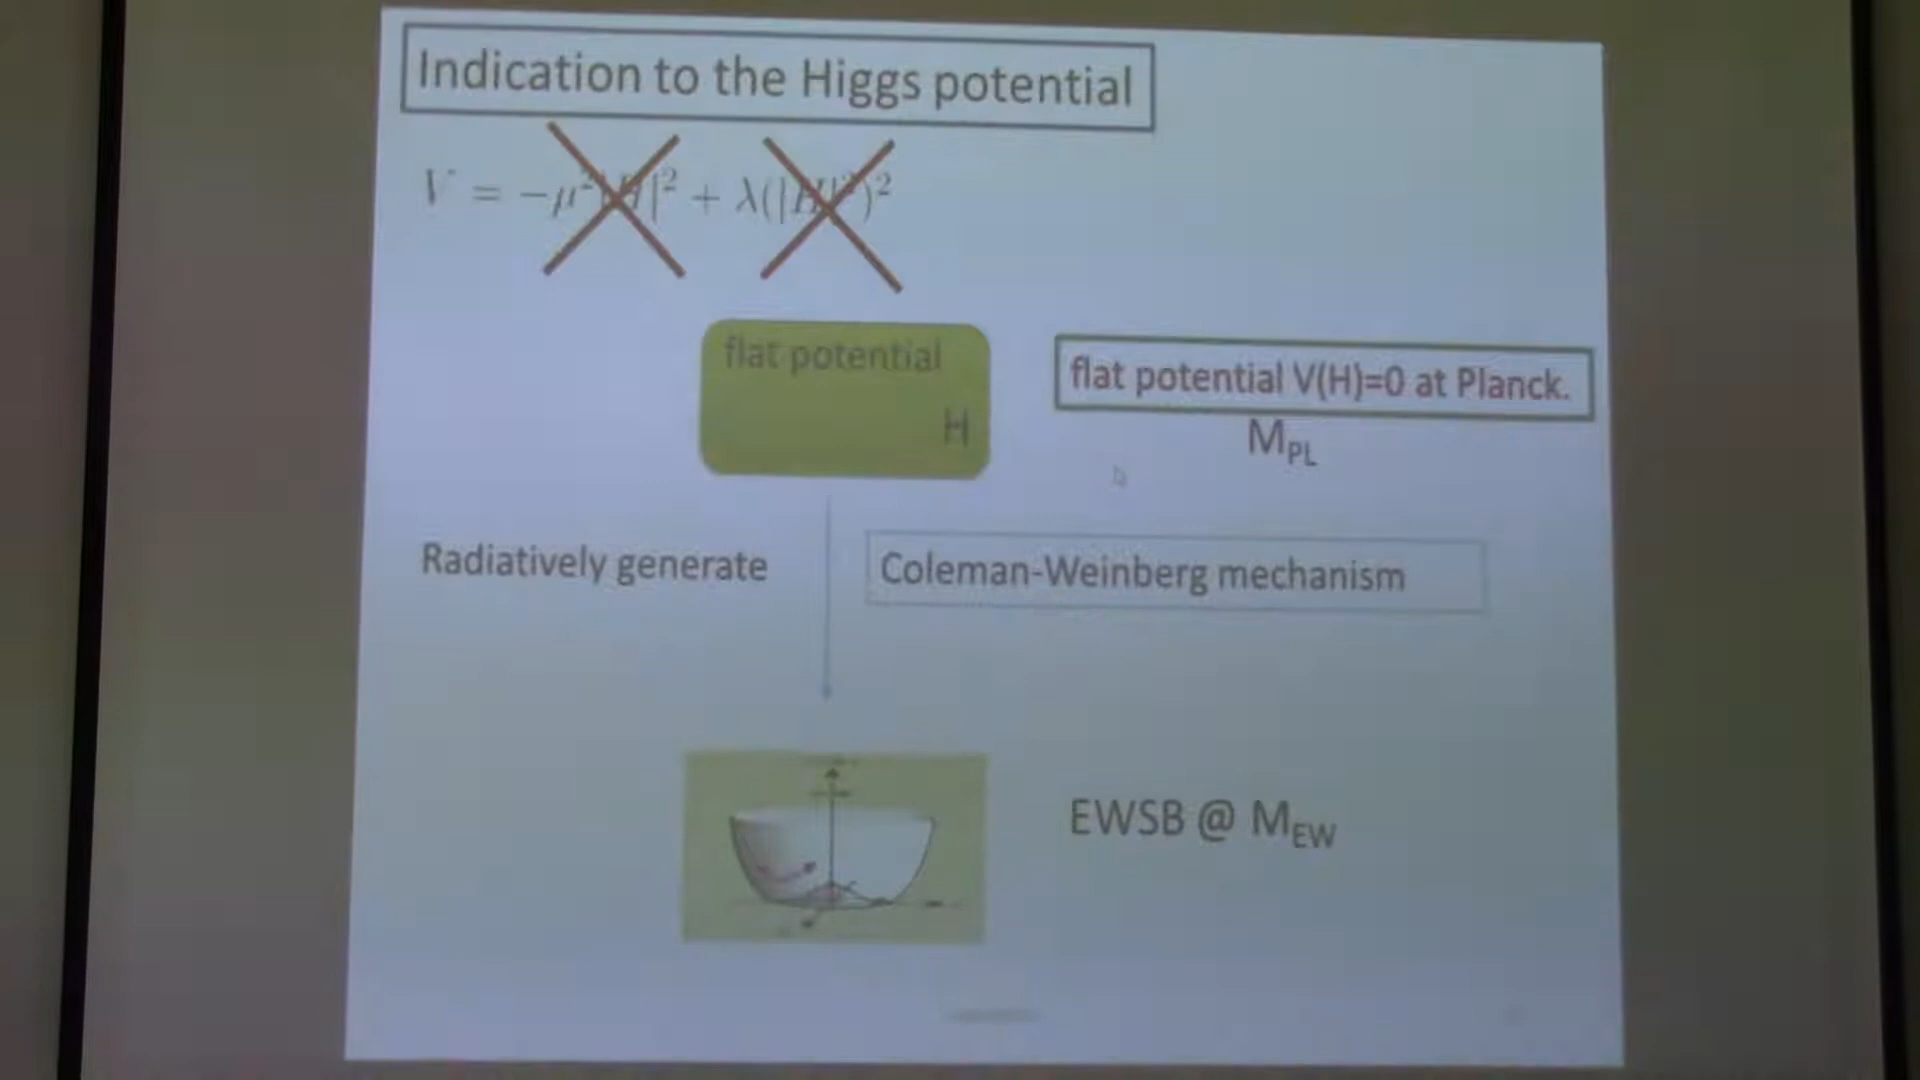 Indication to the Higgs potential
V = −μ²|H|² + λ(|H|²)²
flat potential
H
flat potential V(H)=0 at Planck.
M_PL
Radiatively generate
Coleman-Weinberg mechanism
EWSB @ M_EW